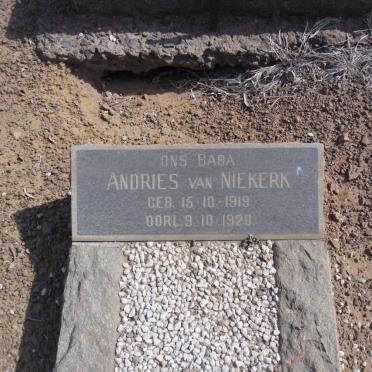 ONS BABA
ANDRIES VAN NIEKERK
GEB. 15-10-1919
OORL. 9-10-1920